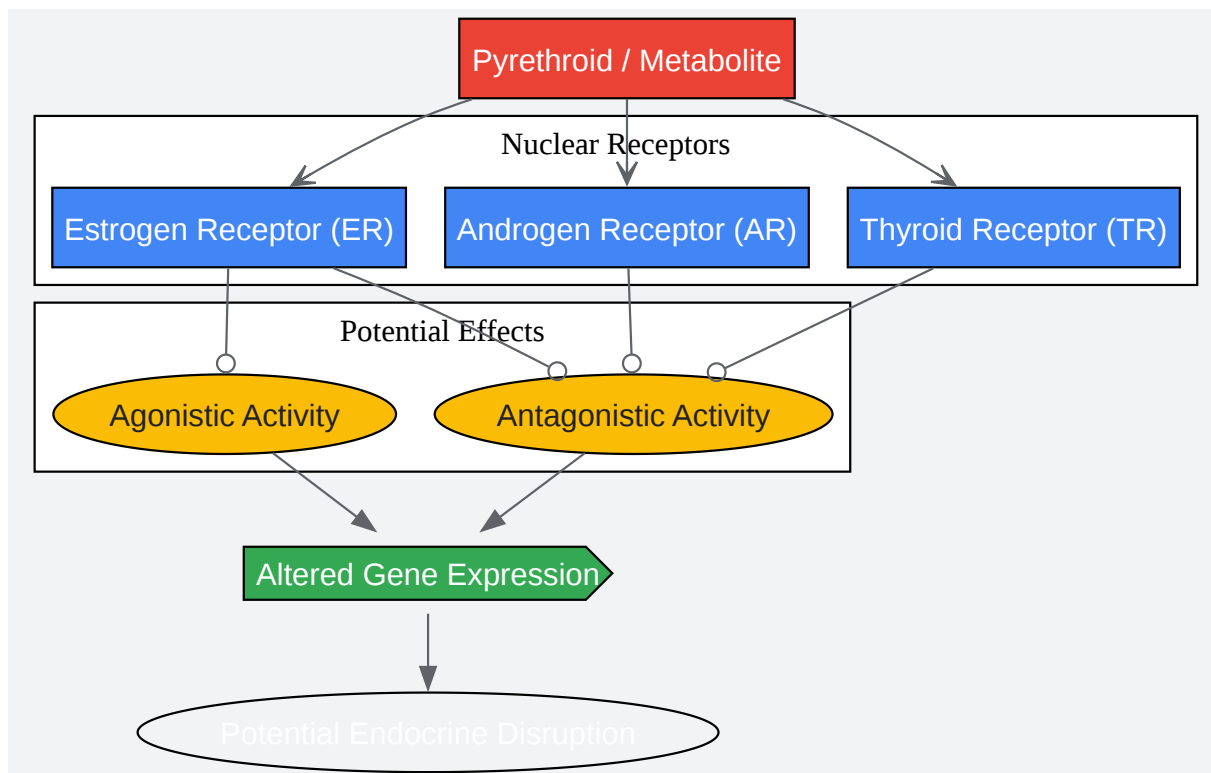 Pyrethroid / Metabolite
Nuclear Receptors
Estrogen Receptor (ER)
Androgen Receptor (AR)
Thyroid Receptor (TR)
Potential Effects
Agonistic Activity
Antagonistic Activity
Altered Gene Expression
Potential Endocrine Disruption